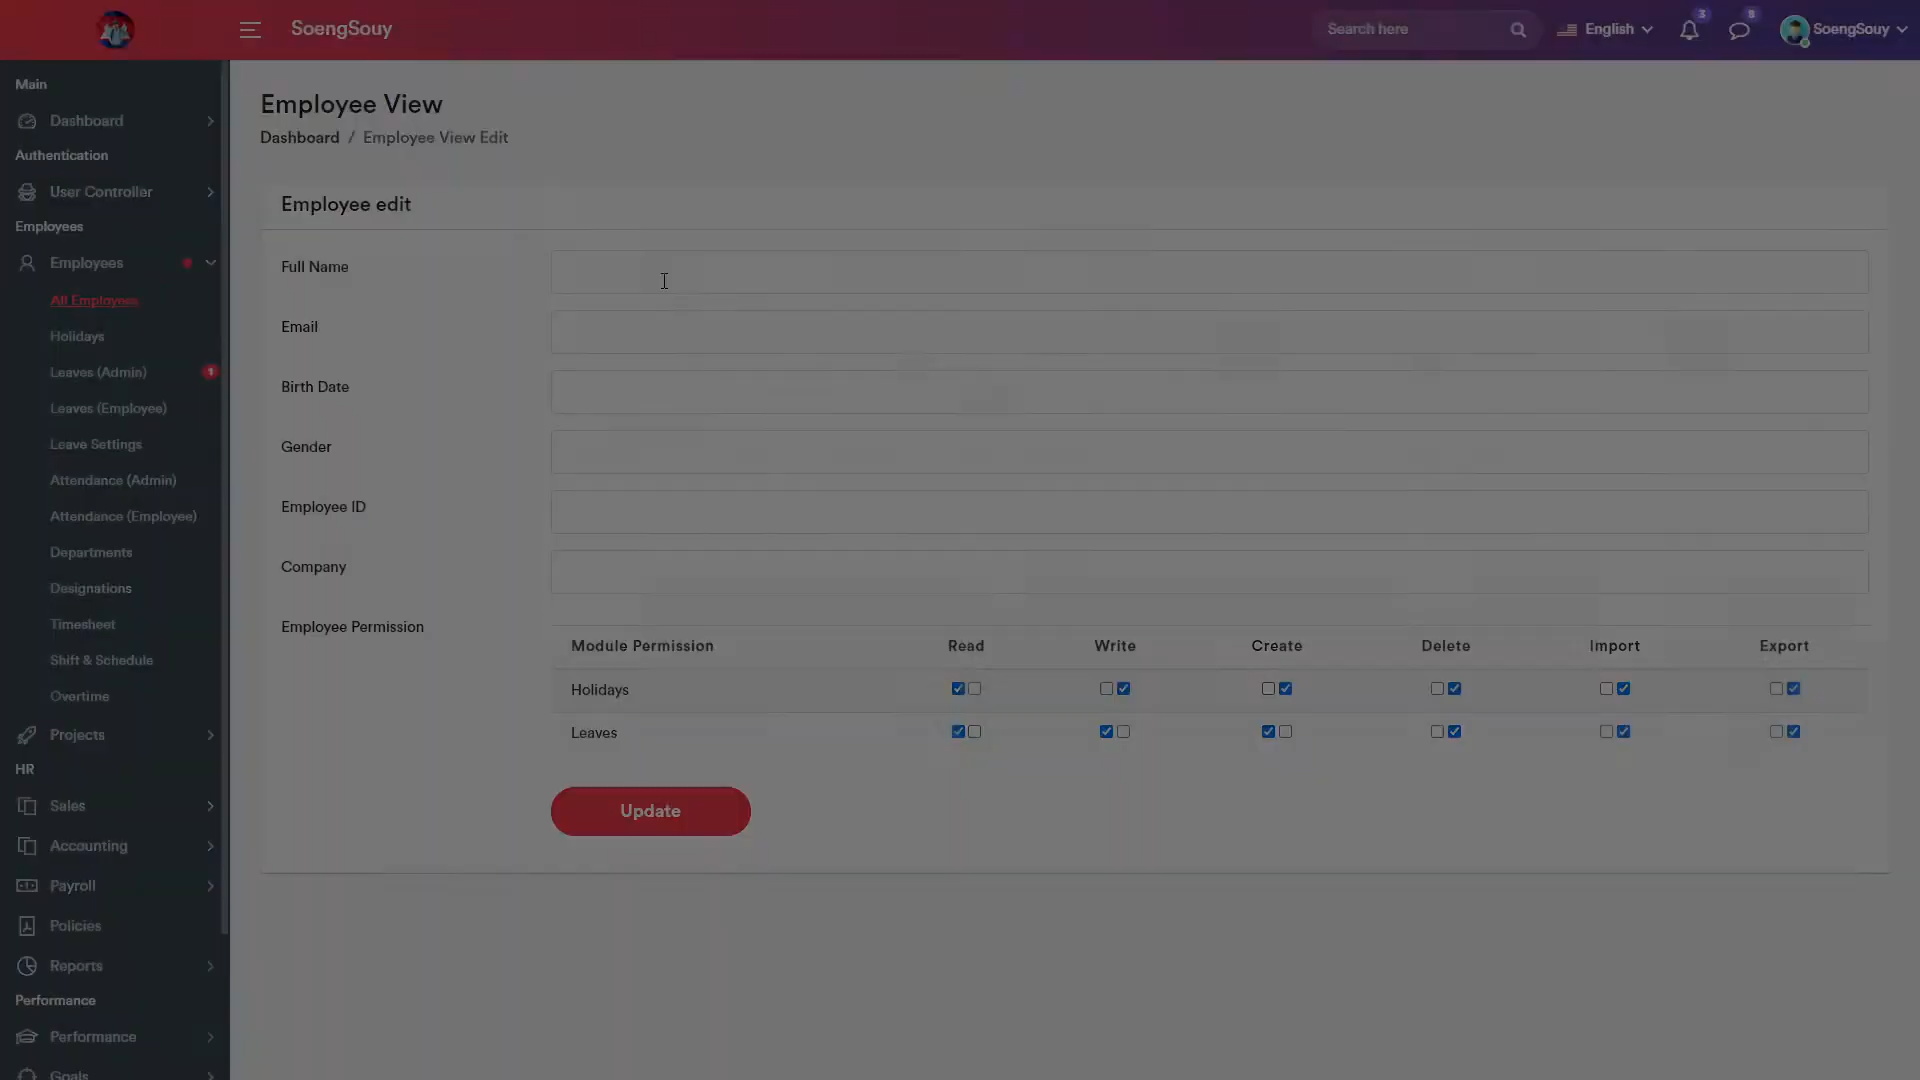 SoengSouy
Search here
English
3
8
SoengSouy
Main
Dashboard
Authentication
User Controller
Employees
Employees
All Employees
Holidays
Leaves (Admin)
1
Leaves (Employee)
Leave Settings
Attendance (Admin)
Attendance (Employee)
Departments
Designations
Timesheet
Shift & Schedule
Overtime
Projects
HR
Sales
Accounting
Payroll
Policies
Reports
Performance
Performance
Goals
Employee View
Dashboard / Employee View Edit
Employee edit
Full Name
Email
Birth Date
Gender
Employee ID
Company
Employee Permission
Module Permission Read Write Create Delete Import Export
Holidays
Leaves
Update